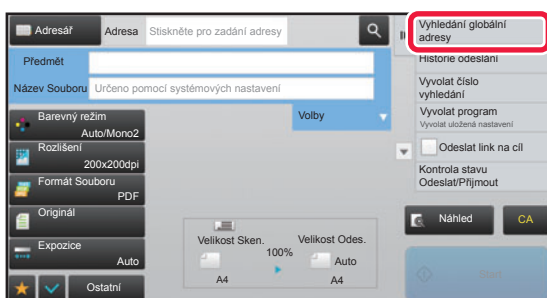 Adresář
Adresa
Stiskněte pro zadání adresy
Předmět
Název Souboru
Určeno pomocí systémových nastavení
Barevný režim
Auto/Mono2
Rozlišení
200x200dpi
Formát Souboru
PDF
Originál
Expozice
Auto
Ostatní
Volby
Velikost Sken.
100%
Velikost Odes.
Auto
A4
A4
Vyhledání globální
adresy
Historie odeslání
Vyvolat číslo
vyhledání
Vyvolat program
Vyvolat uložená nastavení
Odeslat link na cíl
Kontrola stavu
Odeslat/Přijmout
Náhled
CA
Start